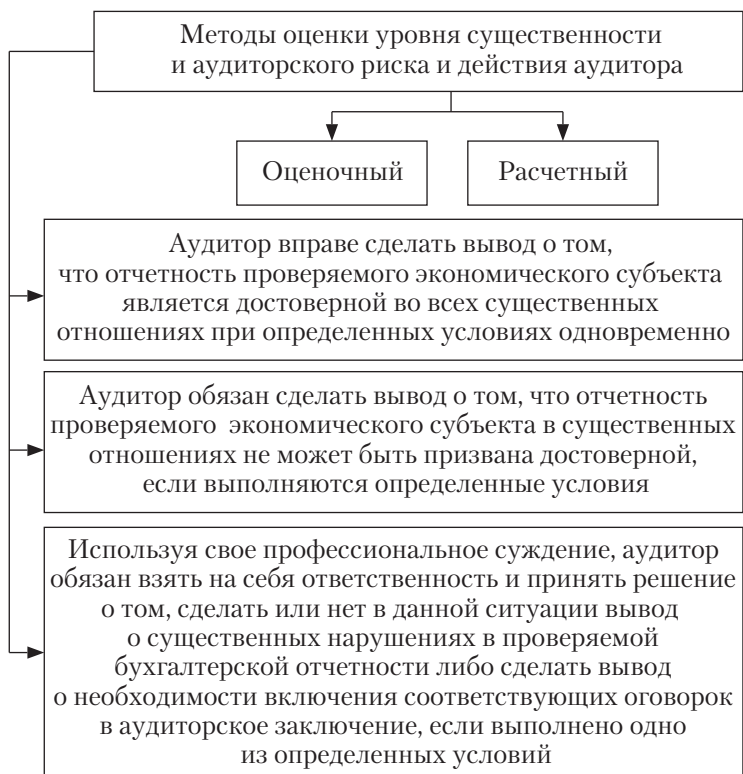 Методы оценки уровня существенности
и аудиторского риска и действия аудитора
Оценочный
Расчетный
Аудитор вправе сделать вывод о том,
что отчетность проверяемого экономического субъекта
является достоверной во всех существенных
отношениях при определенных условиях одновременно
Аудитор обязан сделать вывод о том, что отчетность
проверяемого экономического субъекта в существенных
отношениях не может быть призвана достоверной,
если выполняются определенные условия
Используя свое профессиональное суждение, аудитор
обязан взять на себя ответственность и принять решение
о том, сделать или нет в данной ситуации вывод
о существенных нарушениях в проверяемой
бухгалтерской отчетности либо сделать вывод
о необходимости включения соответствующих оговорок
в аудиторское заключение, если выполнено одно
из определенных условий